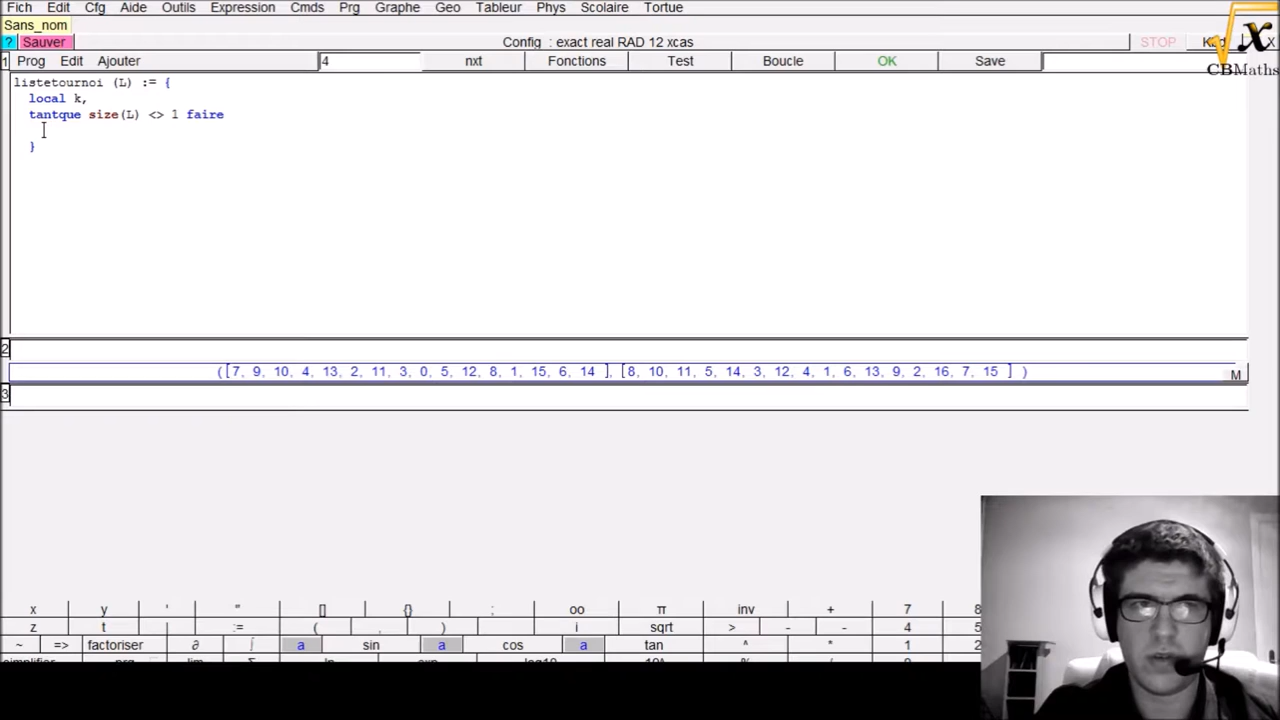 Fich Edit Cfg Aide Outils Expression Cmds Prg Graphe Geo Tableur Phys Scolaire Tortue
Sans_nom
? Sauver Config : exact real RAD 12 xcas STOP X
CBMaths
1 Prog Edit Ajouter 4 nxt Fonctions Test Boucle OK Save
listetournoi (L) := {
local k,
tantque size(L) <> 1 faire
}
2
([7, 9, 10, 4, 13, 2, 11, 3, 0, 5, 12, 8, 1, 15, 6, 14 ], [8, 10, 11, 5, 14, 3, 12, 4, 1, 6, 13, 9, 2, 16, 7, 15 ] )
M
3
x y ' " [] {} ; oo π inv + 7 8
z t | := ( , ) i sqrt > - - 4 5
~ => factoriser ∂ ∫ a sin a cos a tan ^ * 1 2